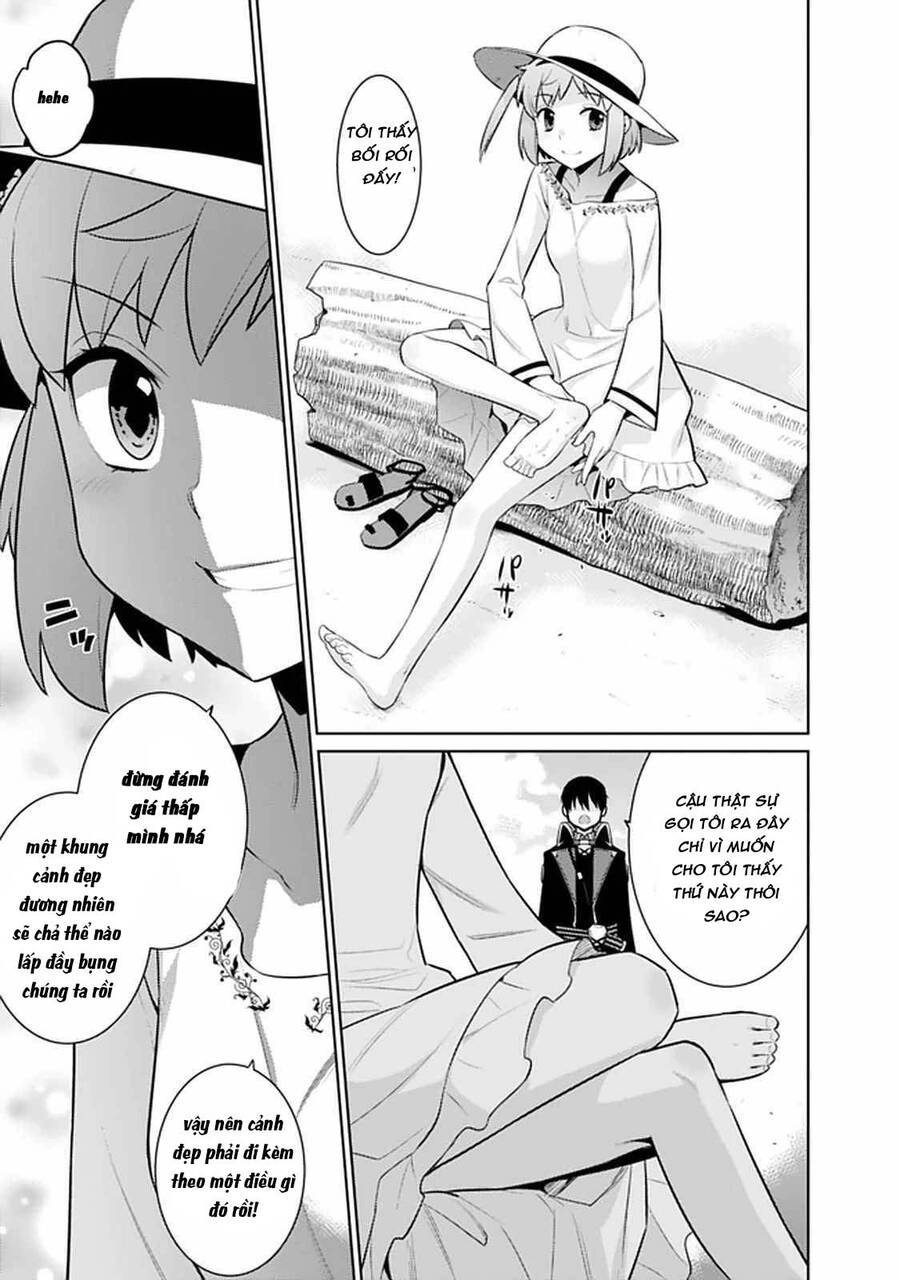 TÔI THẤY
BỐI RỐI
ĐẤY!
CẬU THẬT SỰ
GỌI TÔI RA ĐÂY
CHỈ VÌ MUỐN
CHO TÔI THẤY
THỨ NÀY THÔI
SAO?
hehe
đừng đánh
giá thấp
mình nhá
một khung
cảnh đẹp
đương nhiên
sẽ chả thể nào
lấp đầy bụng
chúng ta rồi
vậy nên cảnh
đẹp phải đi kèm
theo một điều gì
đó rồi!